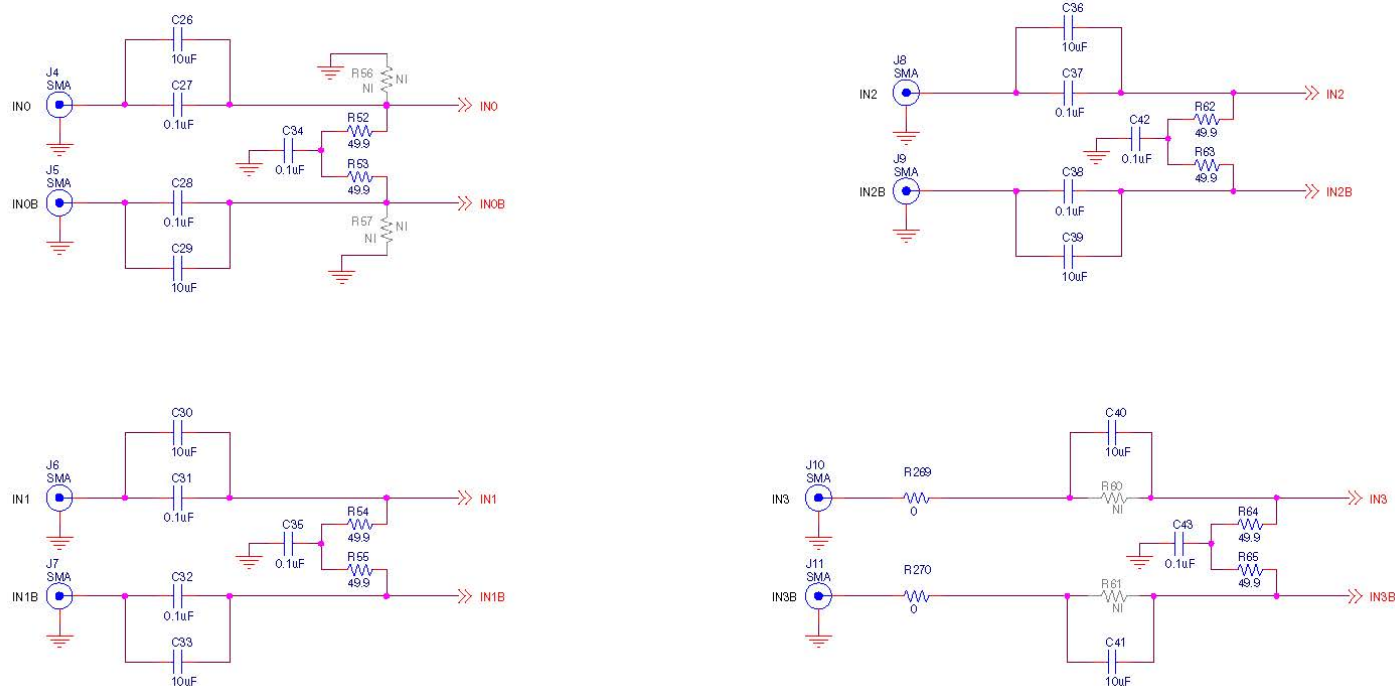 C26
10uF
J4
SMA
IN0
C27
0.1uF
R56
NI
NI
IN0
C34
0.1uF
R52
49.9
R53
49.9
J5
SMA
IN0B
C28
0.1uF
IN0B
R57
NI
NI
C29
10uF
C36
10uF
J8
SMA
IN2
C37
0.1uF
IN2
C42
0.1uF
R62
49.9
R63
49.9
J9
SMA
IN2B
C38
0.1uF
IN2B
C39
10uF
C30
10uF
J6
SMA
IN1
C31
0.1uF
IN1
C35
0.1uF
R54
49.9
R55
49.9
J7
SMA
IN1B
C32
0.1uF
IN1B
C33
10uF
C40
10uF
J10
SMA
IN3
R269
0
R60
NI
IN3
C43
0.1uF
R64
49.9
R65
49.9
J11
SMA
IN3B
R270
0
R61
NI
IN3B
C41
10uF